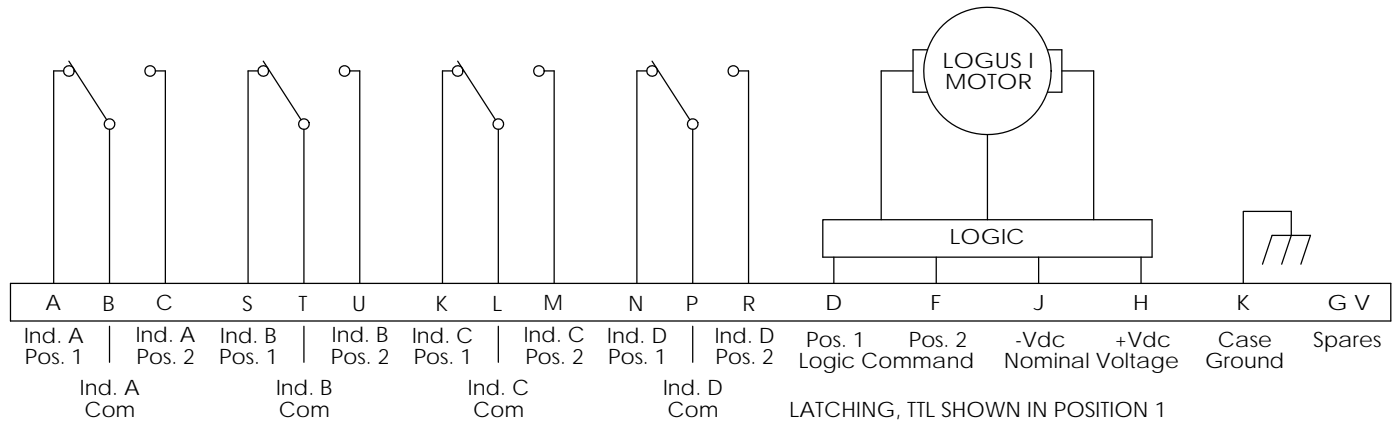 LOGUS I
MOTOR
LOGIC
A B C S T U K L M N P R D F J H K G V
Ind. A Ind. A Ind. B Ind. B Ind. C Ind. C Ind. D Ind. D Pos. 1 Pos. 2 -Vdc +Vdc Case Spares
Pos. 1 Pos. 2 Pos. 1 Pos. 2 Pos. 1 Pos. 2 Pos. 1 Pos. 2 Logic Command Nominal Voltage Ground
Ind. A Ind. B Ind. C Ind. D
Com Com Com Com LATCHING, TTL SHOWN IN POSITION 1